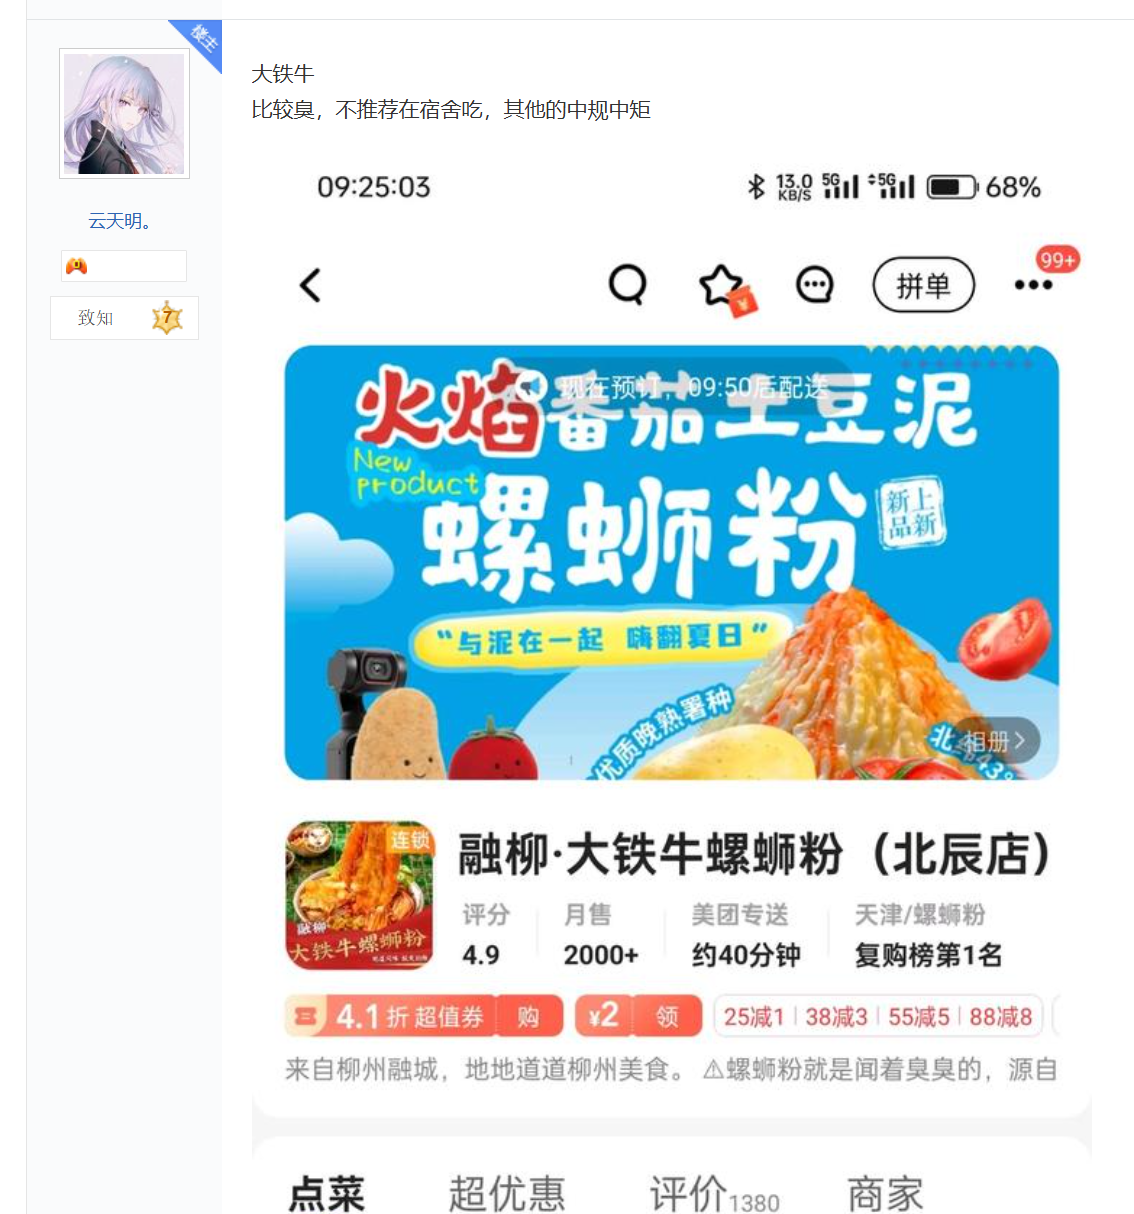 楼主
大铁牛
比较臭，不推荐在宿舍吃，其他的中规中矩
云天明。
致知
7
09:25:03
13.0 KB/S 5G 5G 68%
拼单
99+
现在预订，09:50后配送
火焰番茄土豆泥
New product
螺蛳粉
新上
品新
“与泥在一起 嗨翻夏日”
优质晚熟署种
北
相册
连锁
融柳
大铁牛螺蛳粉
融柳·大铁牛螺蛳粉（北辰店）
评分 月售 美团专送 天津/螺蛳粉
4.9 2000+ 约40分钟 复购榜第1名
4.1折 超值券 购 ¥2 领 25减1 38减3 55减5 88减8
来自柳州融城，地地道道柳州美食。⚠螺蛳粉就是闻着臭臭的，源自
点菜 超优惠 评价1380 商家